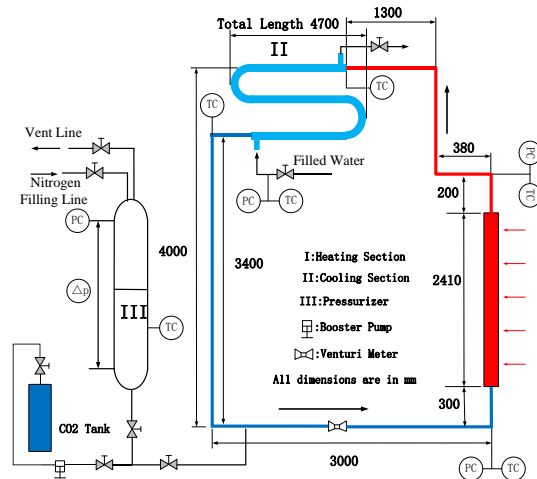 Total Length 4700
1300
II
TC
TC
Vent Line
Filled Water
380
PC
Nitrogen
Filling Line
PC
TC
200
TC
PC
4000
3400
I:Heating Section
II:Cooling Section
III:Pressurizer
:Booster Pump
:Venturi Meter
All dimensions are in mm
2410
△p
III
TC
300
CO2 Tank
3000
PC
TC